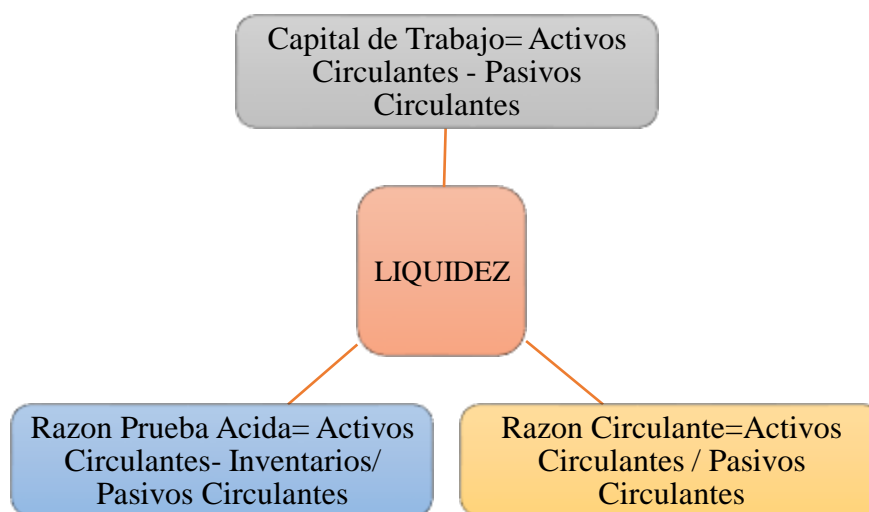 Capital de Trabajo= Activos
Circulantes - Pasivos
Circulantes
LIQUIDEZ
Razon Prueba Acida= Activos
Circulantes- Inventarios/
Pasivos Circulantes
Razon Circulante=Activos
Circulantes / Pasivos
Circulantes